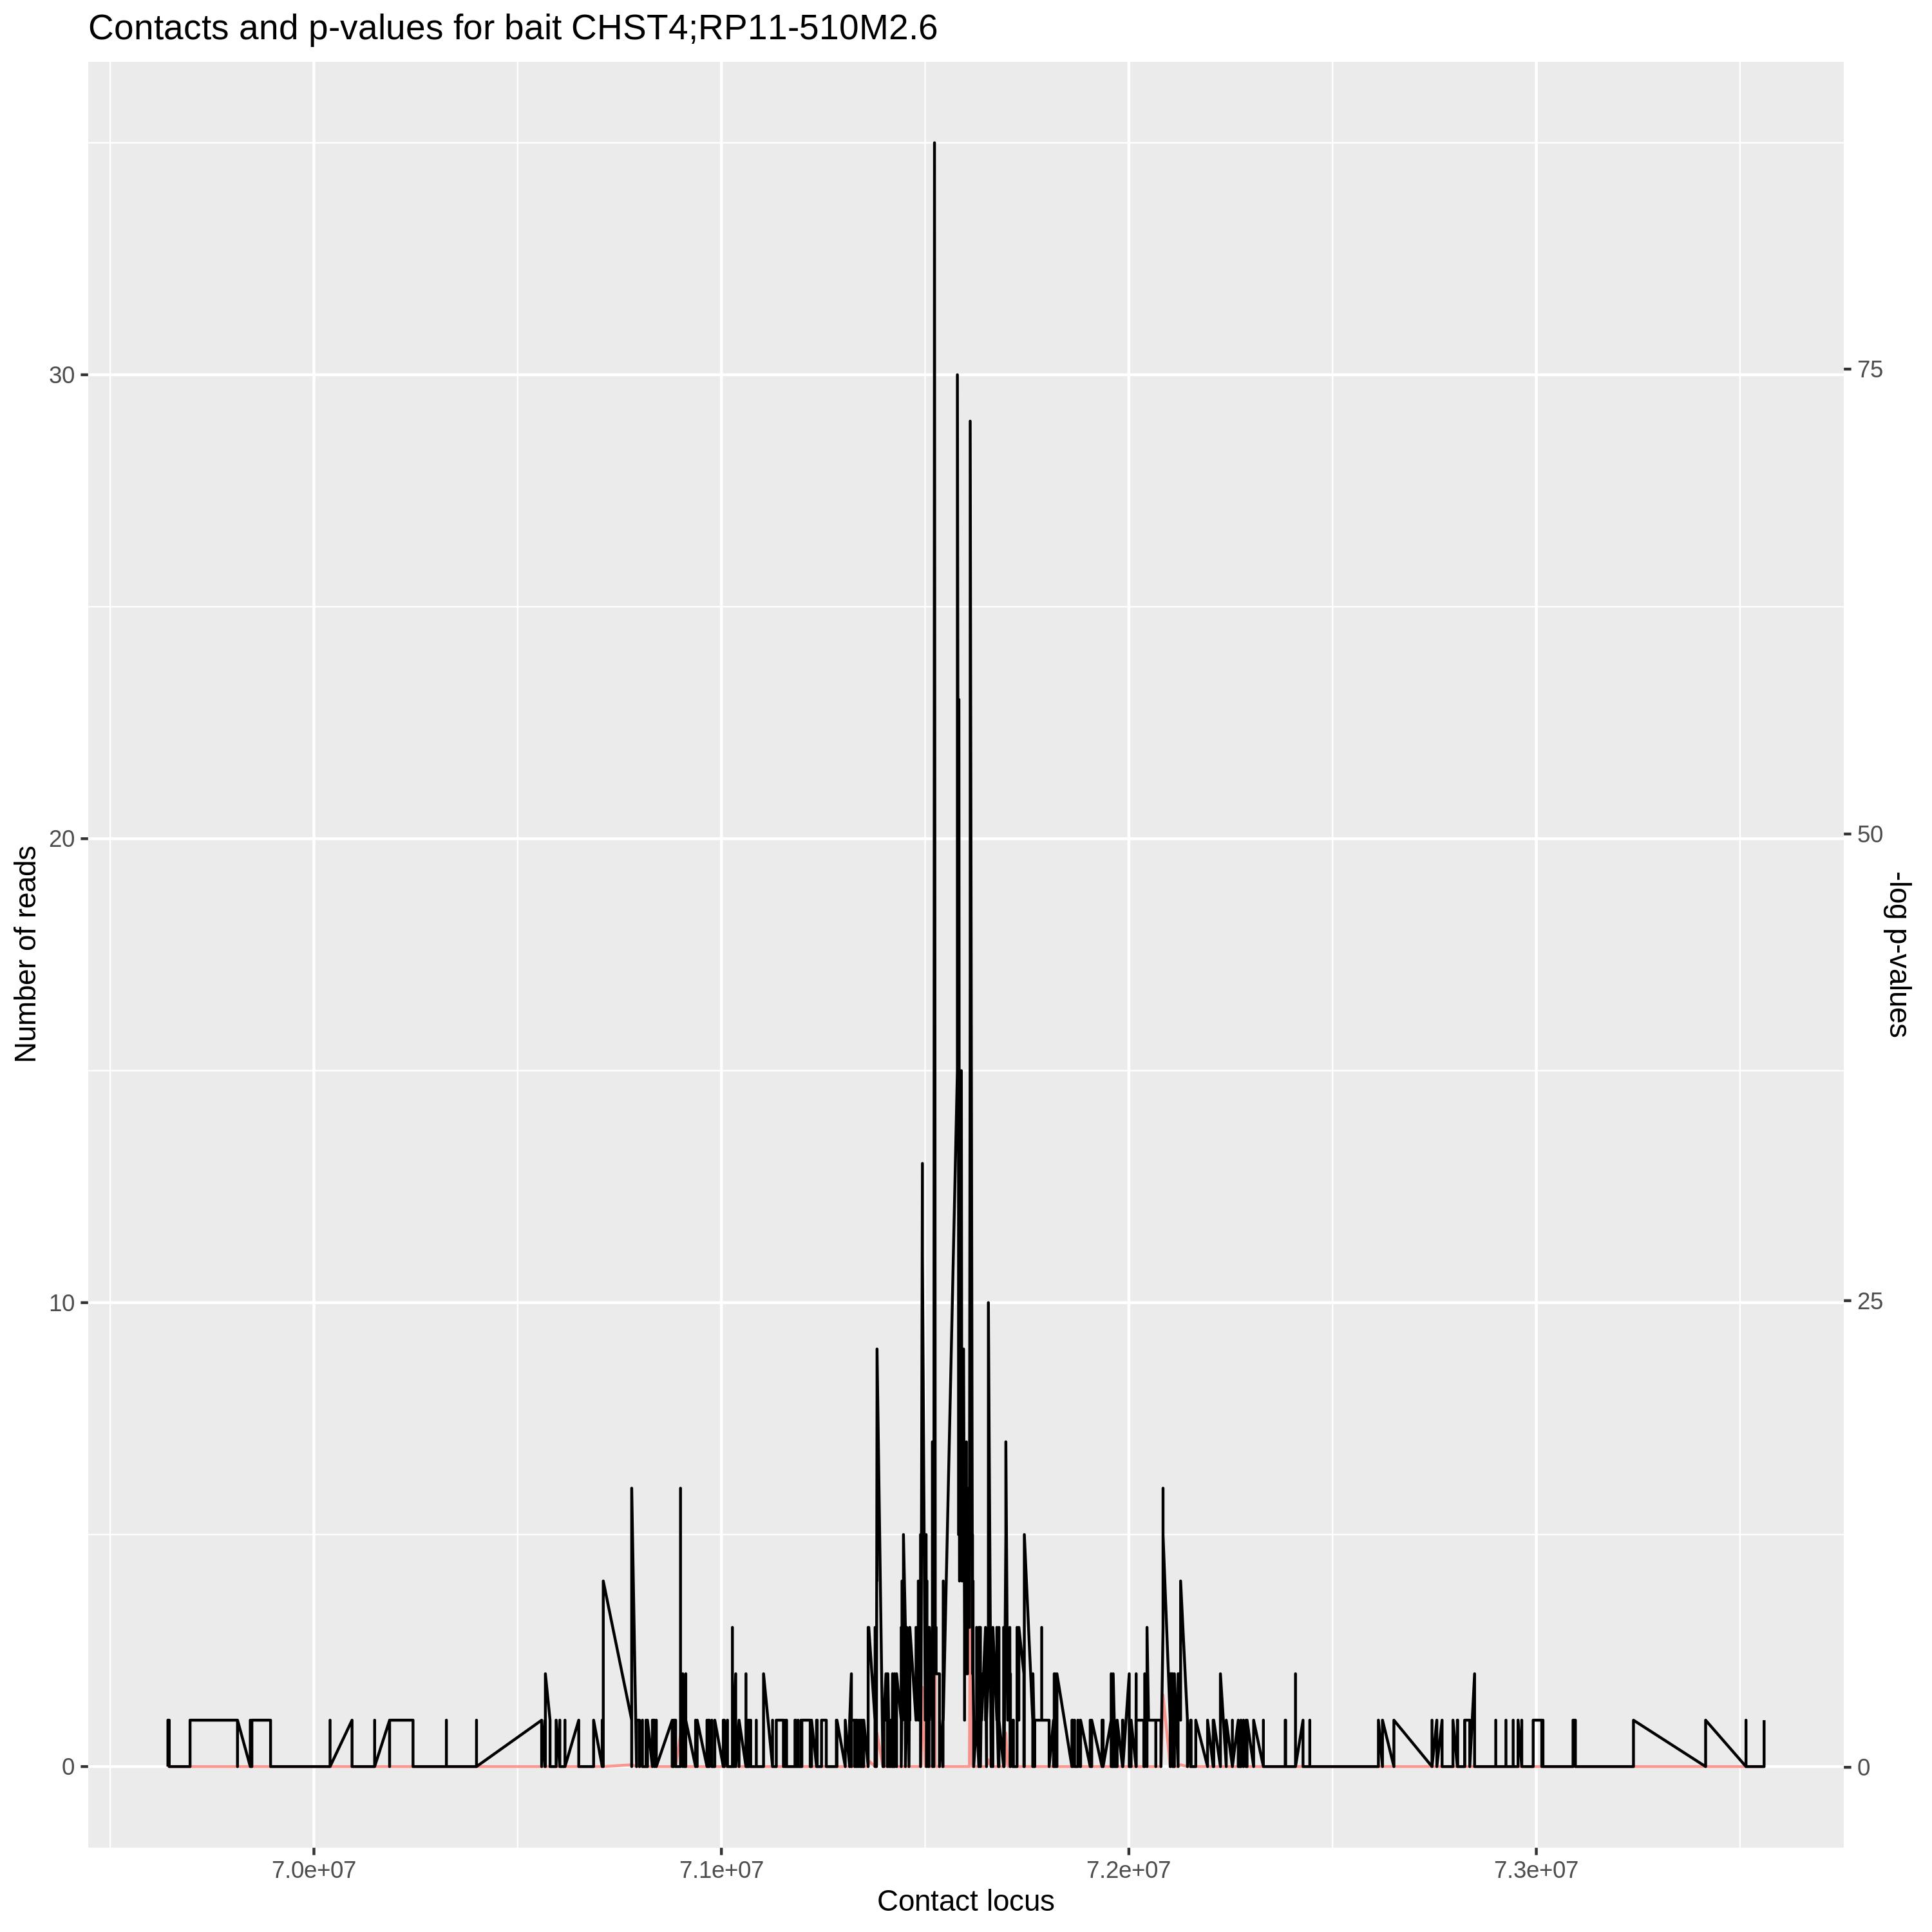 Contacts and p-values for bait CHST4;RP11-510M2.6
30
20
10
0
Number of reads
75
50
25
0
-log p-values
7.0e+07
7.1e+07
7.2e+07
7.3e+07
Contact locus